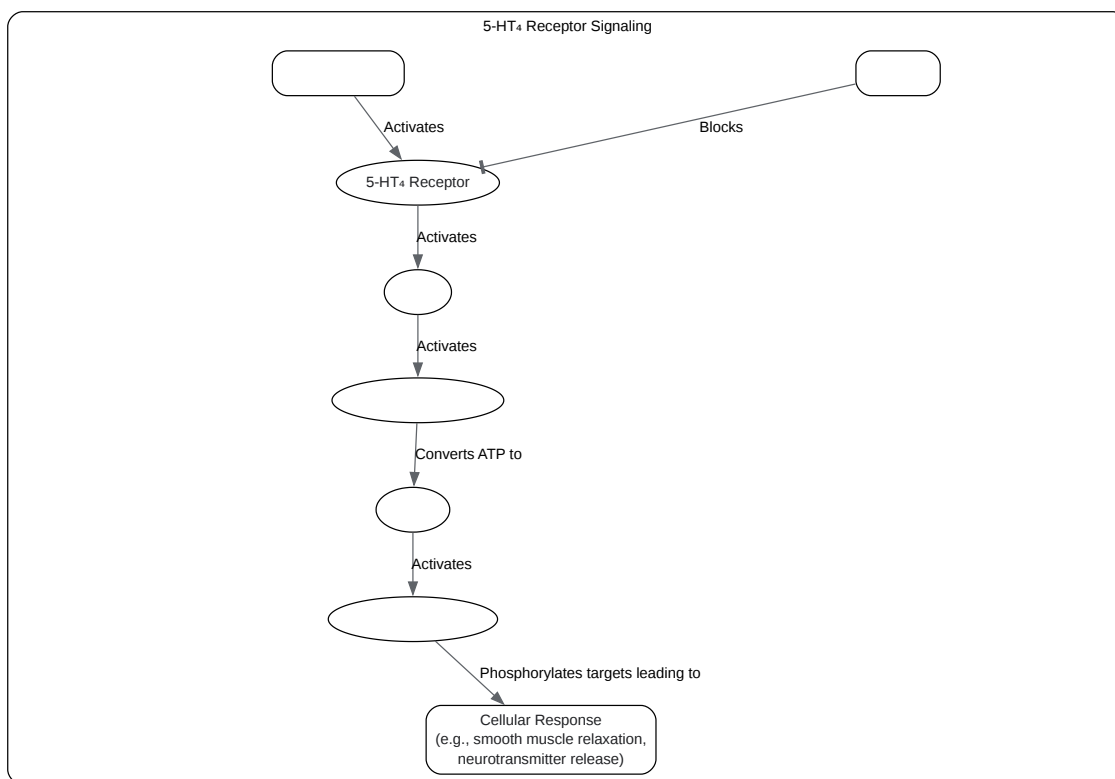 5-HT₄ Receptor Signaling
Activates
Blocks
5-HT₄ Receptor
Activates
Activates
Converts ATP to
Activates
Phosphorylates targets leading to
Cellular Response
(e.g., smooth muscle relaxation,
neurotransmitter release)